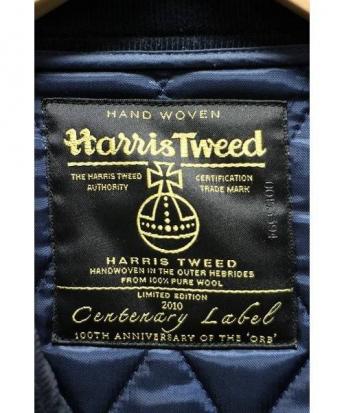 HAND WOVEN
Harris Tweed
THE HARRIS TWEED CERTIFICATION
AUTHORITY TRADE MARK
HARRIS TWEED
HANDWOVEN IN THE OUTER HEBRIDES
FROM 100% PURE WOOL
LIMITED EDITION
2010
Centenary Label
100TH ANNIVERSARY OF THE 'ORB'